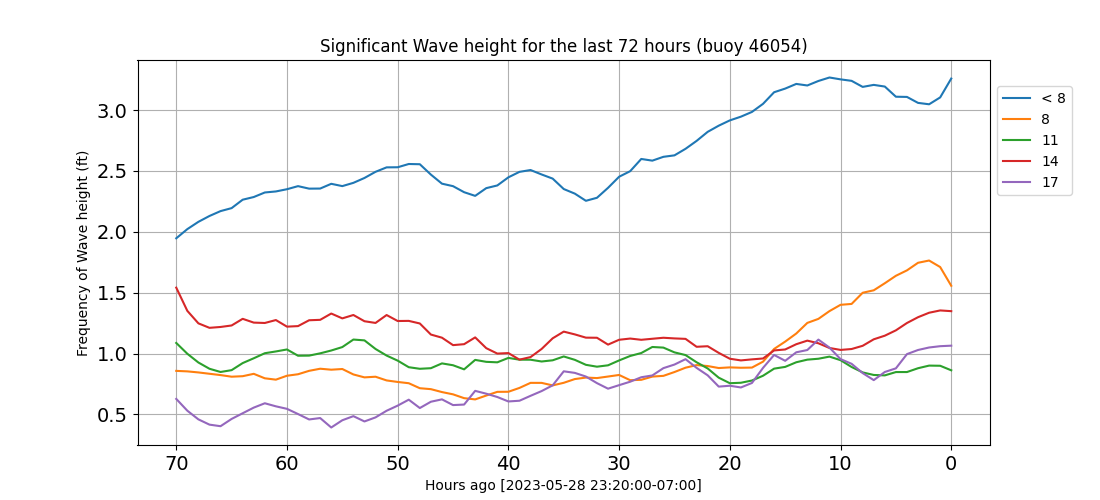 Significant Wave height for the last 72 hours (buoy 46054)
Frequency of Wave height (ft)
3.0
2.5
2.0
1.5
1.0
0.5
70 60 50 40 30 20 10 0
Hours ago [2023-05-28 23:20:00-07:00]
< 8
8
11
14
17